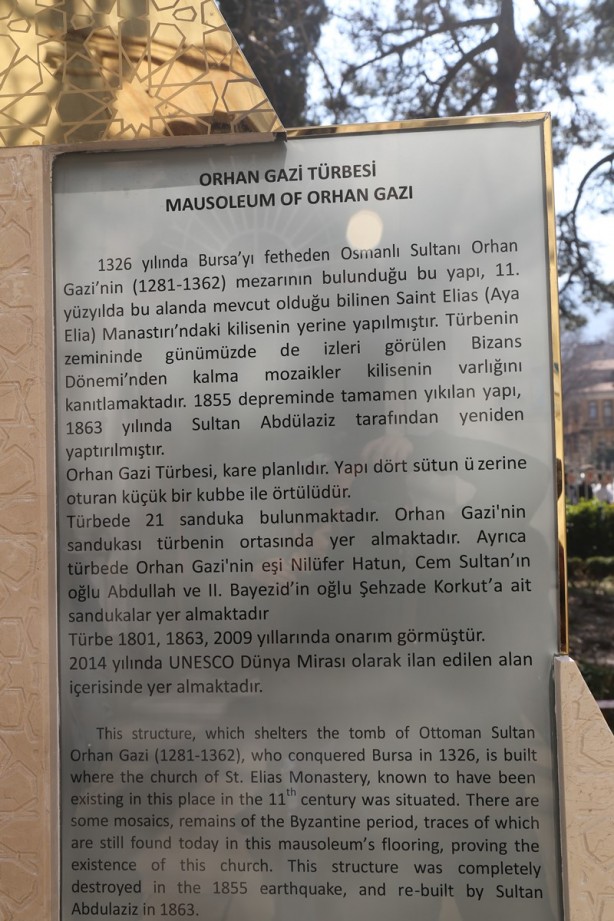 ORHAN GAZİ TÜRBESİ
MAUSOLEUM OF ORHAN GAZI
1326 yılında Bursa'yı fetheden Osmanlı Sultanı Orhan
Gazi'nin (1281-1362) mezarının bulunduğu bu yapı, 11.
yüzyılda bu alanda mevcut olduğu bilinen Saint Elias (Aya
Elia) Manastırı'ndaki kilisenin yerine yapılmıştır. Türbenin
zemininde günümüzde de izleri görülen Bizans
Dönemi'nden kalma mozaikler kilisenin varlığını
kanıtlamaktadır. 1855 depreminde tamamen yıkılan yapı,
1863 yılında Sultan Abdülaziz tarafından yeniden
yaptırılmıştır.
Orhan Gazi Türbesi, kare planlıdır. Yapı dört sütun üzerine
oturan küçük bir kubbe ile örtülüdür.
Türbede 21 sanduka bulunmaktadır. Orhan Gazi'nin
sandukası türbenin ortasında yer almaktadır. Ayrıca
türbede Orhan Gazi'nin eşi Nilüfer Hatun, Cem Sultan'ın
oğlu Abdullah ve II. Bayezid'in oğlu Şehzade Korkut'a ait
sandukalar yer almaktadır
Türbe 1801, 1863, 2009 yıllarında onarım görmüştür.
2014 yılında UNESCO Dünya Mirası olarak ilan edilen alan
içerisinde yer almaktadır.
This structure, which shelters the tomb of Ottoman Sultan
Orhan Gazi (1281-1362), who conquered Bursa in 1326, is built
where the church of St. Elias Monastery, known to have been
existing in this place in the 11th century was situated. There are
some mosaics, remains of the Byzantine period, traces of which
are still found today in this mausoleum's flooring, proving the
existence of this church. This structure was completely
destroyed in the 1855 earthquake, and re-built by Sultan
Abdulaziz in 1863.